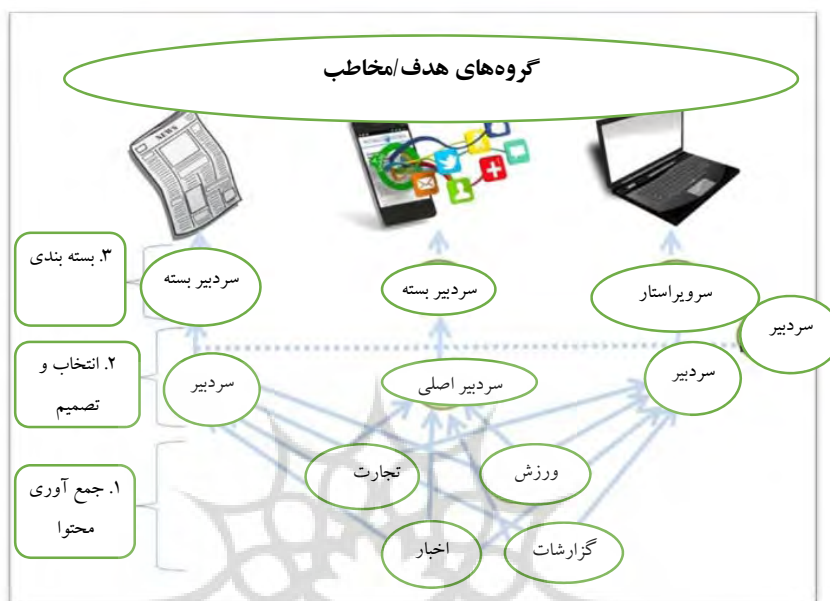 گروه‌های هدف/مخاطب
NEWS
۳. بسته بندی
سردبیر بسته
سردبیر بسته
سرویراستار
سردبیر
۲. انتخاب و
تصمیم
سردبیر
سردبیر اصلی
سردبیر
۱. جمع آوری
محتوا
تجارت
ورزش
اخبار
گزارشات